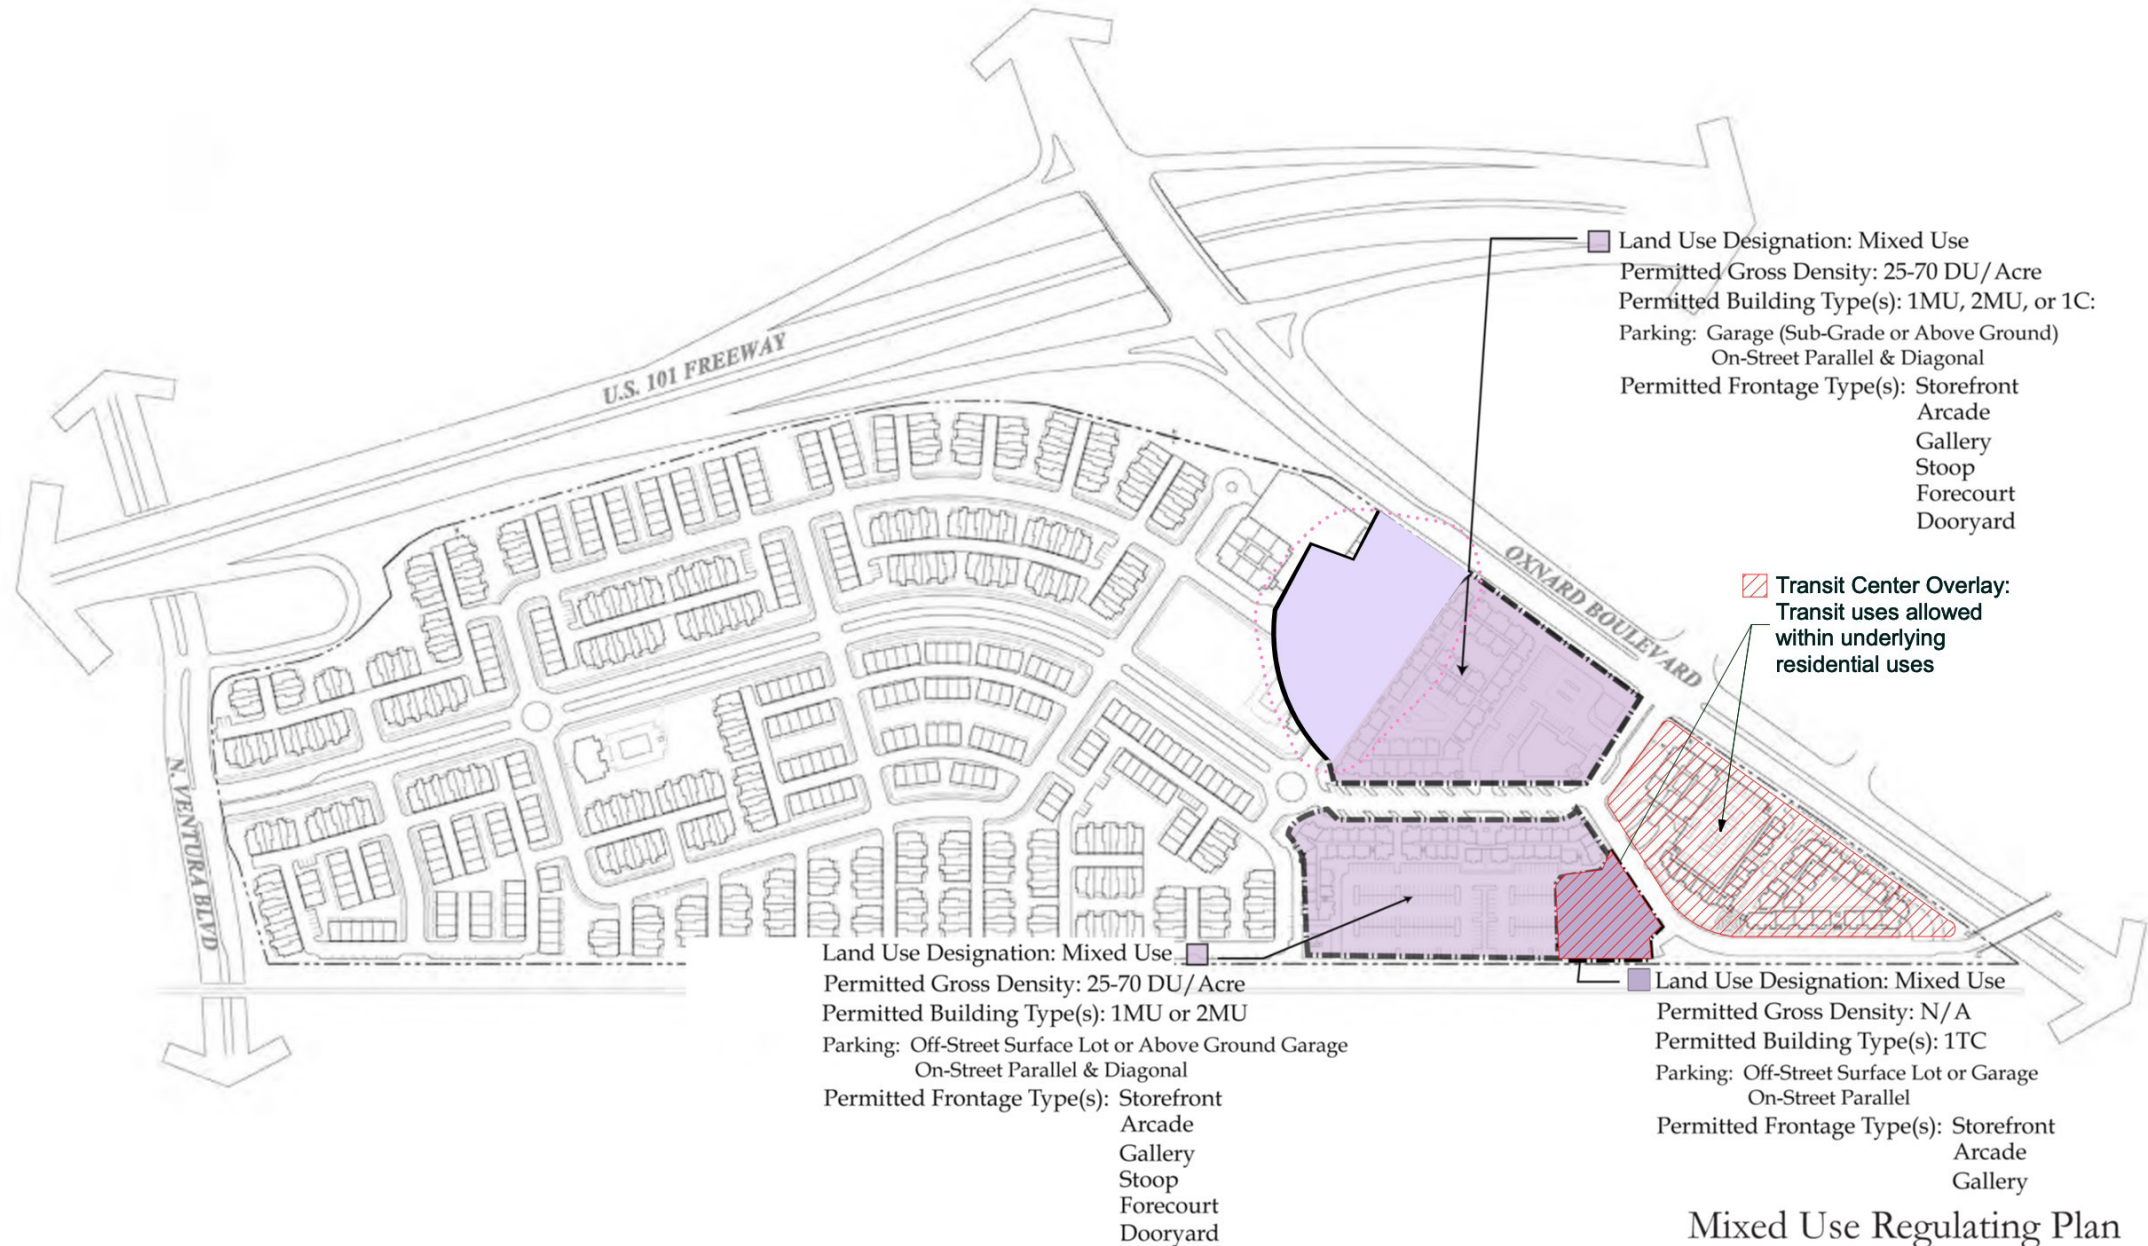 U.S. 101 FREEWAY
Land Use Designation: Mixed Use
Permitted Gross Density: 25-70 DU/Acre
Permitted Building Type(s): 1MU, 2MU, or 1C:
Parking: Garage (Sub-Grade or Above Ground)
On-Street Parallel & Diagonal
Permitted Frontage Type(s): Storefront
Arcade
Gallery
Stoop
Forecourt
Dooryard
OXNARD BOULEVARD
Transit Center Overlay:
Transit uses allowed
within underlying
residential uses
N. VENTURA BLVD
Land Use Designation: Mixed Use
Permitted Gross Density: 25-70 DU/Acre
Permitted Building Type(s): 1MU or 2MU
Parking: Off-Street Surface Lot or Above Ground Garage
On-Street Parallel & Diagonal
Permitted Frontage Type(s): Storefront
Arcade
Gallery
Stoop
Forecourt
Dooryard
Land Use Designation: Mixed Use
Permitted Gross Density: N/A
Permitted Building Type(s): 1TC
Parking: Off-Street Surface Lot or Garage
On-Street Parallel
Permitted Frontage Type(s): Storefront
Arcade
Gallery
Mixed Use Regulating Plan